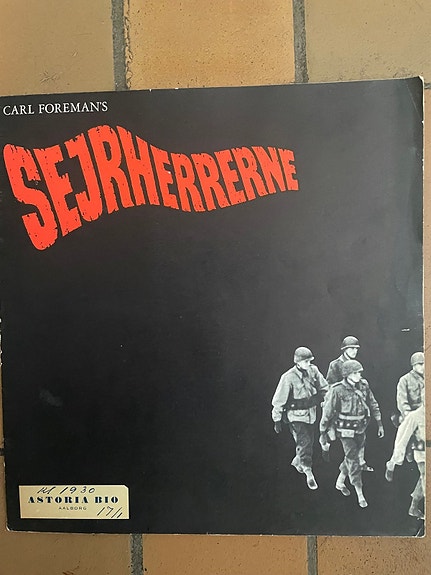 CARL FOREMAN'S
SEJRHERRERNE
kl 1930
ASTORIA BIO
AALBORG
17/1